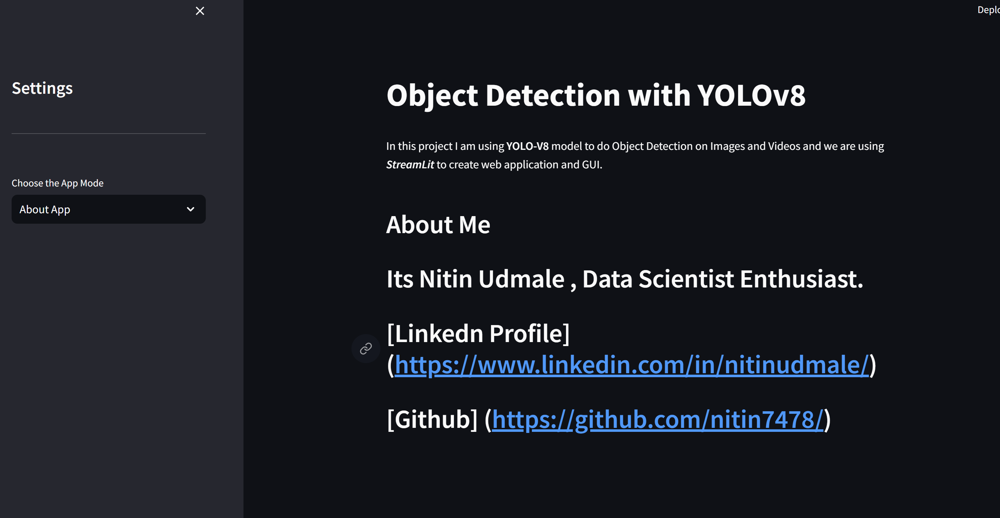 Settings
Choose the App Mode
About App
Object Detection with YOLOv8
In this project I am using YOLO-V8 model to do Object Detection on Images and Videos and we are using
StreamLit to create web application and GUI.
About Me
Its Nitin Udmale , Data Scientist Enthusiast.
[Linkedn Profile]
(https://www.linkedin.com/in/nitinudmale/)
[Github] (https://github.com/nitin7478/)